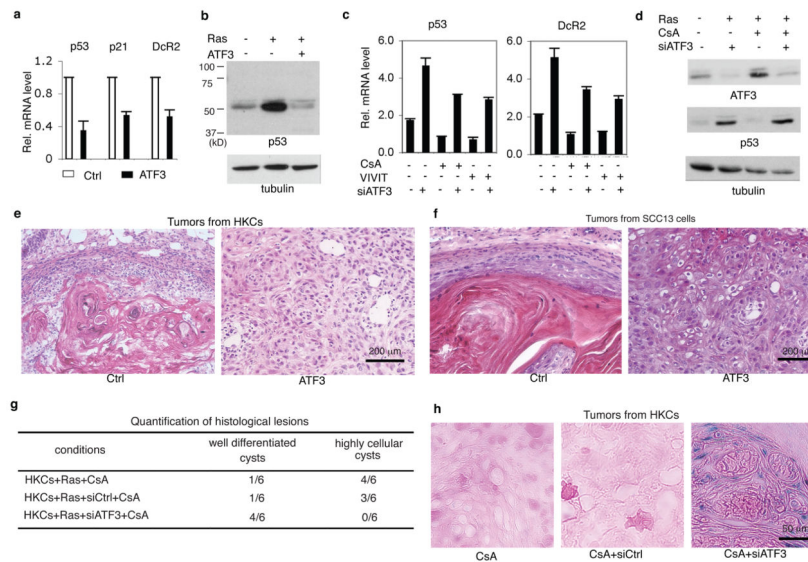 a
p53 p21 DcR2
Rel. mRNA level
1.2
0.8
0.4
0
Ctrl ATF3
b
Ras - + +
ATF3 - - +
100
75
50
37
(kD)
p53
tubulin
c
p53 DcR2
Rel. mRNA level
6.0
4.0
2.0
0.0
6.0
4.0
2.0
0.0
CsA - - + + - -
VIVIT - - - - + +
siATF3 - + - + - +
d
Ras - + + +
CsA - - + +
siATF3 - + - +
ATF3
p53
tubulin
e
Tumors from HKCs
200 µm
Ctrl ATF3
f
Tumors from SCC13 cells
200 µm
Ctrl ATF3
g
Quantification of histological lesions
conditions well differentiated cysts highly cellular cysts
HKCs+Ras+CsA 1/6 4/6
HKCs+Ras+siCtrl+CsA 1/6 3/6
HKCs+Ras+siATF3+CsA 4/6 0/6
h
Tumors from HKCs
50 µm
CsA CsA+siCtrl CsA+siATF3